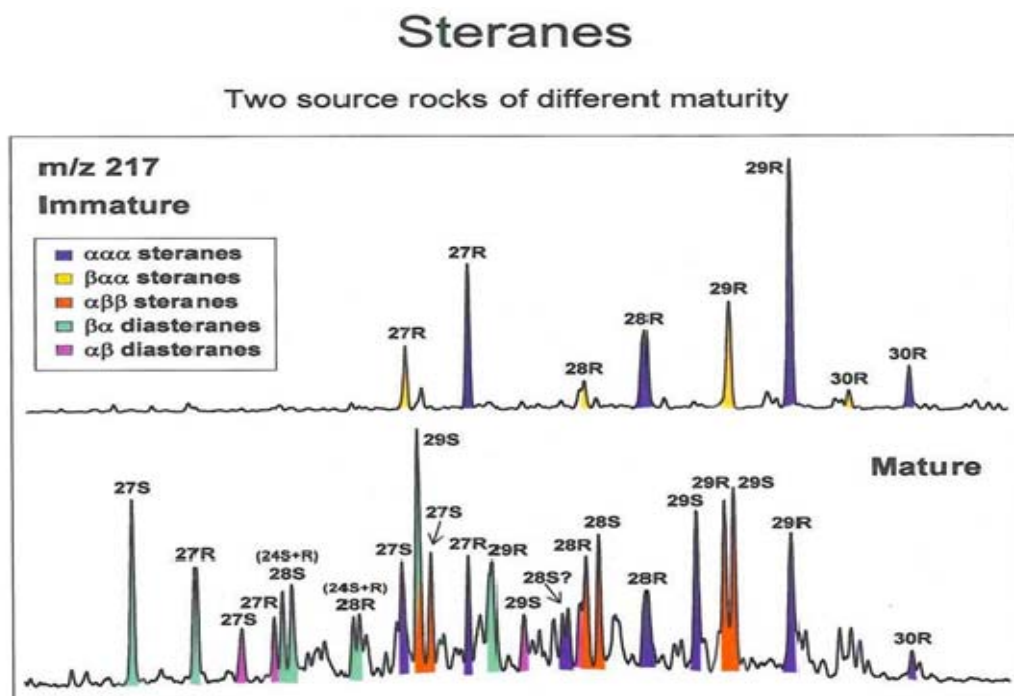 Steranes
Two source rocks of different maturity
m/z 217
Immature
ααα steranes
βαα steranes
αββ steranes
βα diasteranes
αβ diasteranes
27R
27R
28R
28R
29R
29R
30R
30R
Mature
27S
27R
27S
27R
(24S+R)
28S
(24S+R)
28R
27S
29S
27S
27R
29R
29S
28S?
28R
28S
28R
29S
29R
29S
29R
30R